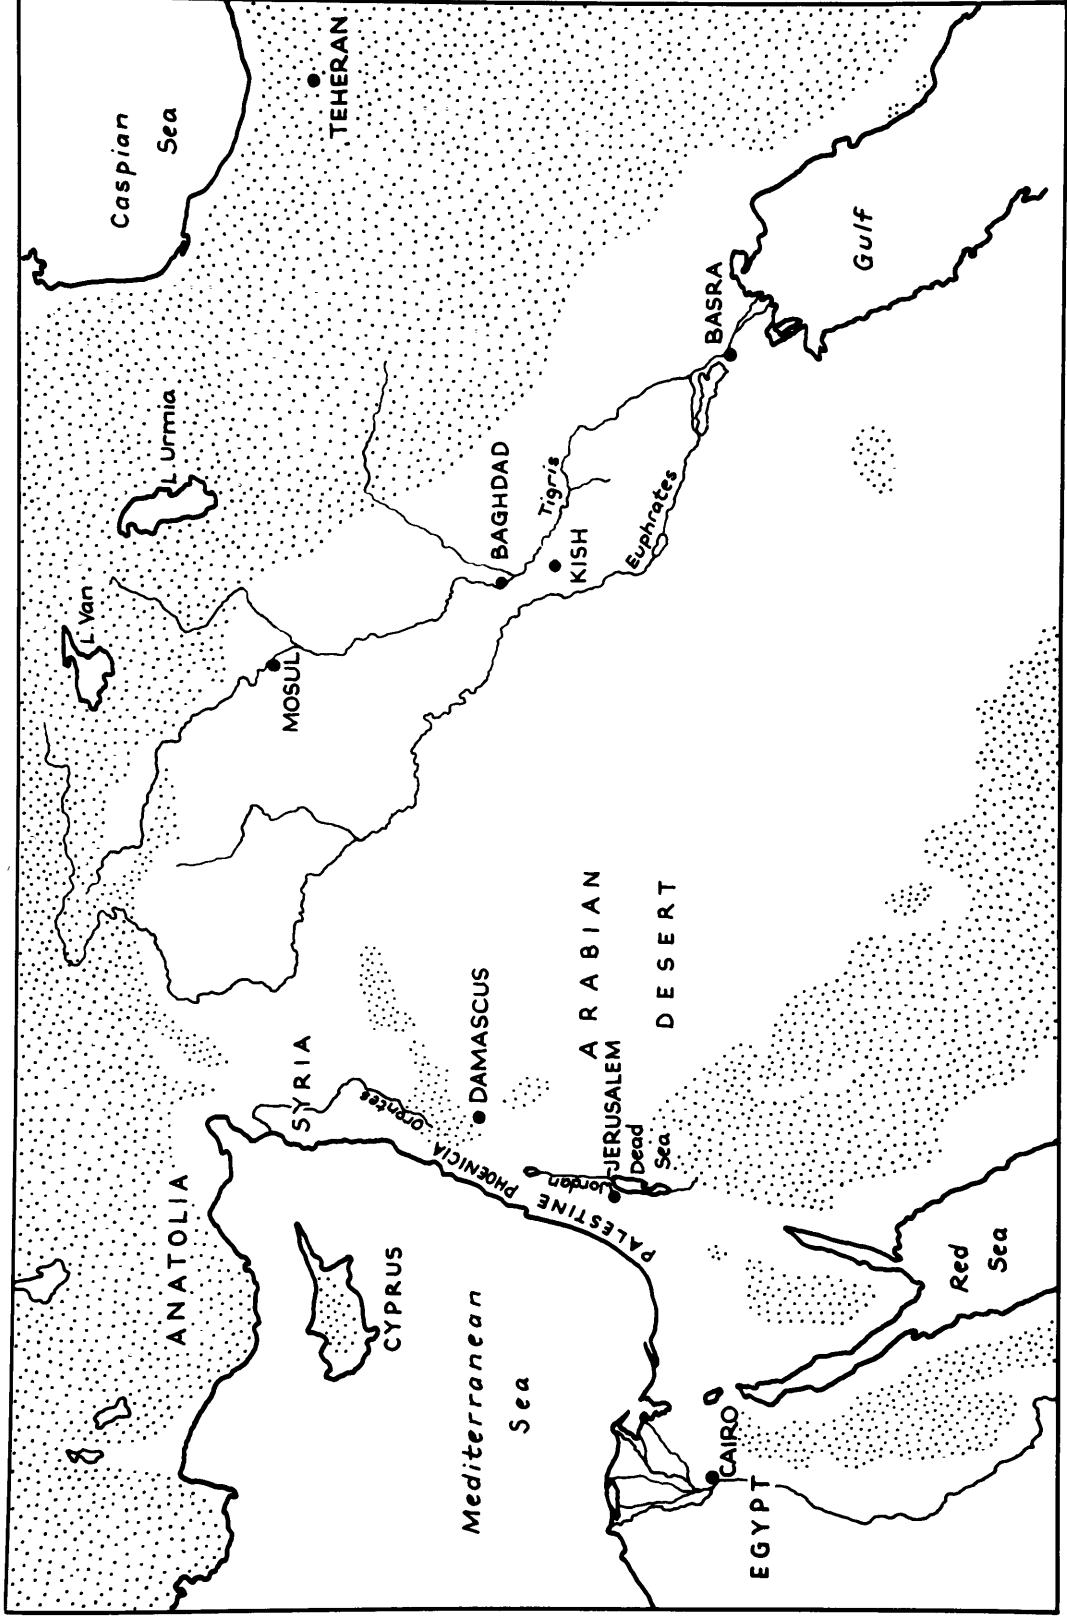 Caspian
Sea
TEHERAN
L Van
L Urmia
MOSUL
BAGHDAD
Tigris
KISH
Euphrates
BASRA
Gulf
ANATOLIA
SYRIA
Orontes
CYPRUS
PHOENICIA
DAMASCUS
Mediterranean
Sea
PALESTINE
Jordan
JERUSALEM
Dead
Sea
ARABIAN
DESERT
CAIRO
EGYPT
Red
Sea